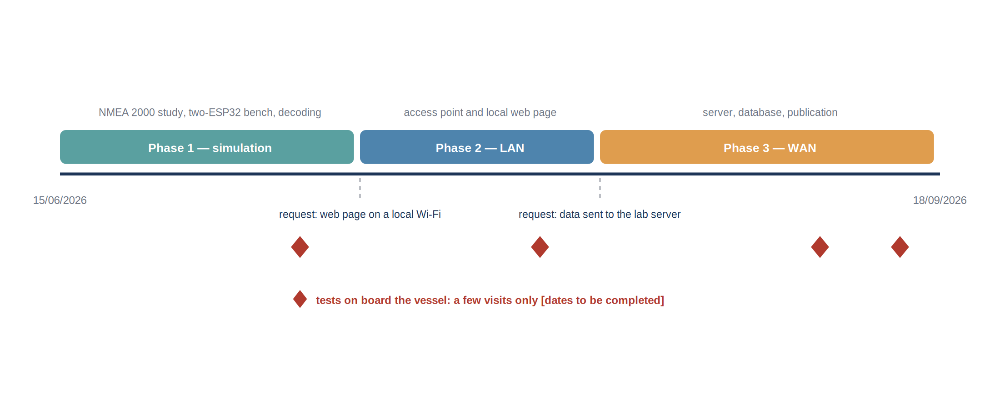 NMEA 2000 study, two-ESP32 bench, decoding
access point and local web page
server, database, publication
Phase 1 — simulation
Phase 2 — LAN
Phase 3 — WAN
15/06/2026
18/09/2026
request: web page on a local Wi-Fi
request: data sent to the lab server
tests on board the vessel: a few visits only [dates to be completed]